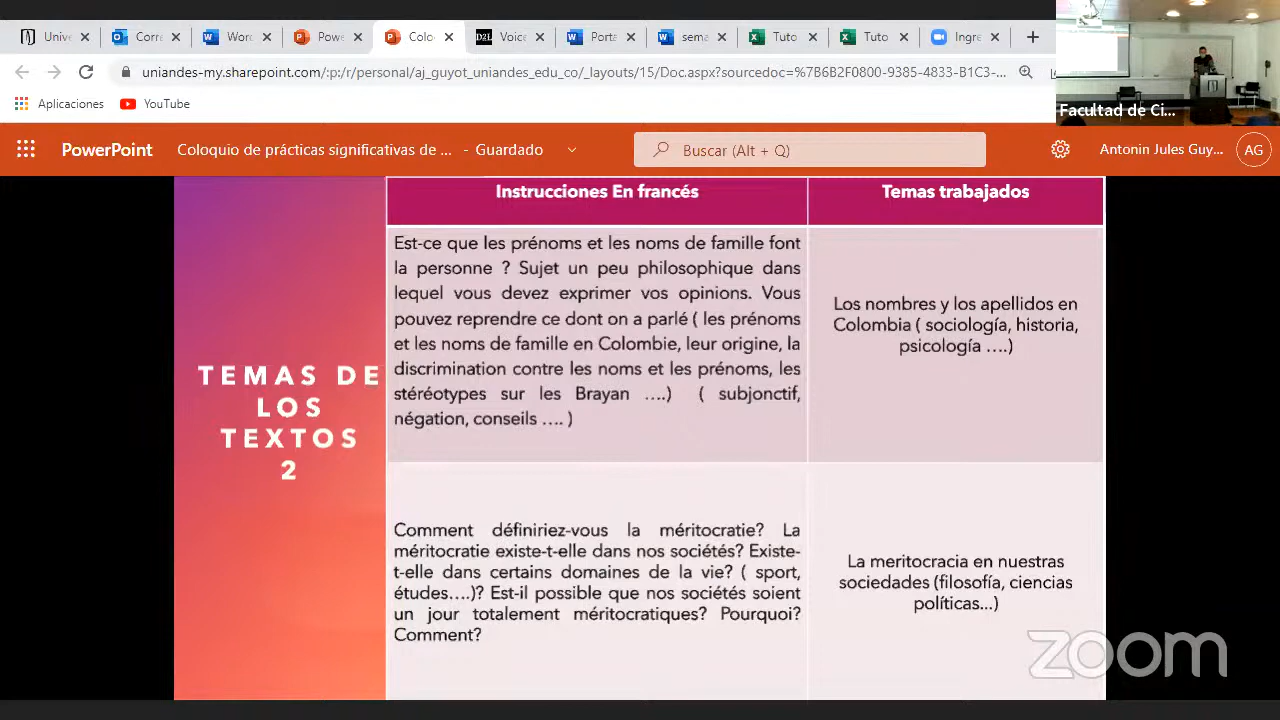 Unive
Corre
Word
Powe
Colo
Voice
Porta
sema
Tuto
Tuto
Ingre
uniandes-my.sharepoint.com/:p:/r/personal/aj_guyot_uniandes_edu_co/_layouts/15/Doc.aspx?sourcedoc=%7B6B2F0800-9385-4833-B1C3-...
Aplicaciones
YouTube
Facultad de Ci...
PowerPoint
Coloquio de prácticas significativas de ... - Guardado
Buscar (Alt + Q)
Antonin Jules Guy...
AG
TEMAS DE
LOS
TEXTOS
2
Instrucciones En francés
Temas trabajados
Est-ce que les prénoms et les noms de famille font
la personne ? Sujet un peu philosophique dans
lequel vous devez exprimer vos opinions. Vous
pouvez reprendre ce dont on a parlé ( les prénoms
et les noms de famille en Colombie, leur origine, la
discrimination contre les noms et les prénoms, les
stéréotypes sur les Brayan ….) ( subjonctif,
négation, conseils …. )
Los nombres y los apellidos en
Colombia ( sociología, historia,
psicología ….)
Comment définiriez-vous la méritocratie? La
méritocratie existe-t-elle dans nos sociétés? Existe-
t-elle dans certains domaines de la vie? ( sport,
études….)? Est-il possible que nos sociétés soient
un jour totalement méritocratiques? Pourquoi?
Comment?
La meritocracia en nuestras
sociedades (filosofía, ciencias
políticas...)
zoom